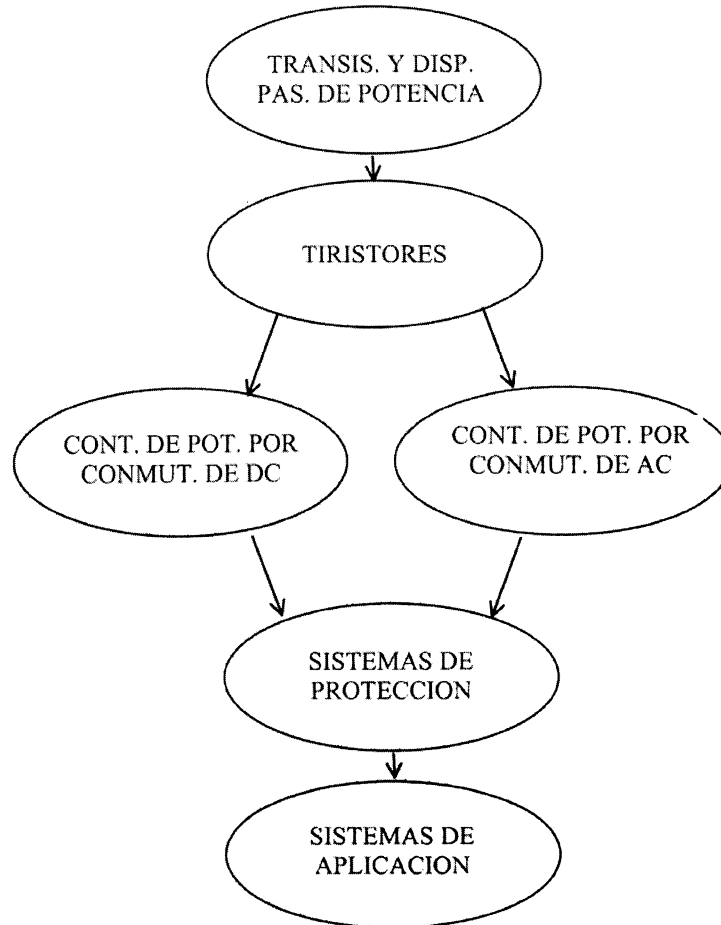 TRANSIS. Y DISP.
PAS. DE POTENCIA
TIRISTORES
CONT. DE POT. POR
CONMUT. DE DC
CONT. DE POT. POR
CONMUT. DE AC
SISTEMAS DE
PROTECCION
SISTEMAS DE
APLICACION